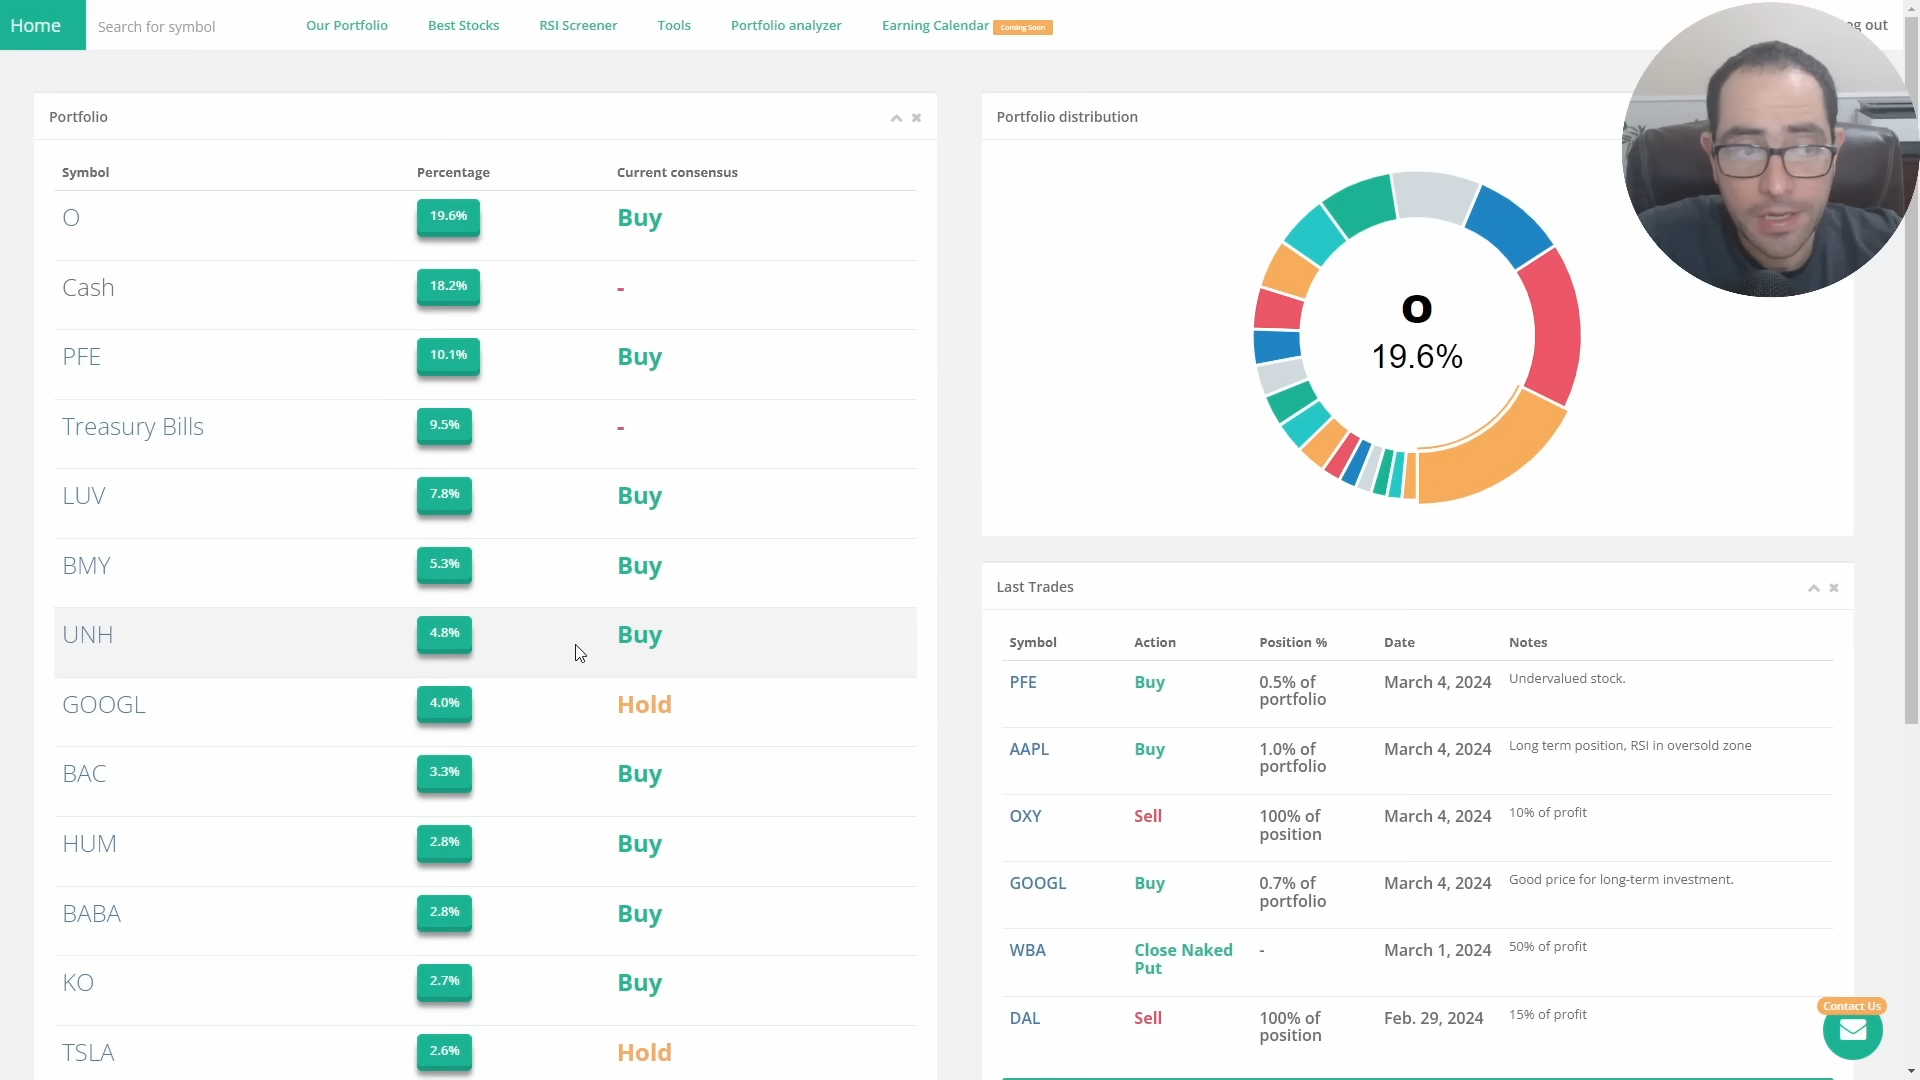 Home
Search for symbol
Our Portfolio
Best Stocks
RSI Screener
Tools
Portfolio analyzer
Earning Calendar
Coming Soon
out
Portfolio
Symbol Percentage Current consensus
O 19.6% Buy
Cash 18.2% -
PFE 10.1% Buy
Treasury Bills 9.5% -
LUV 7.8% Buy
BMY 5.3% Buy
UNH 4.8% Buy
GOOGL 4.0% Hold
BAC 3.3% Buy
HUM 2.8% Buy
BABA 2.8% Buy
KO 2.7% Buy
TSLA 2.6% Hold
Portfolio distribution
O
19.6%
Last Trades
Symbol Action Position % Date Notes
PFE Buy 0.5% of March 4, 2024 Undervalued stock.
portfolio
AAPL Buy 1.0% of March 4, 2024 Long term position, RSI in oversold zone
portfolio
OXY Sell 100% of March 4, 2024 10% of profit
position
GOOGL Buy 0.7% of March 4, 2024 Good price for long-term investment.
portfolio
WBA Close Naked - March 1, 2024 50% of profit
Put
DAL Sell 100% of Feb. 29, 2024 15% of profit
position
Contact Us